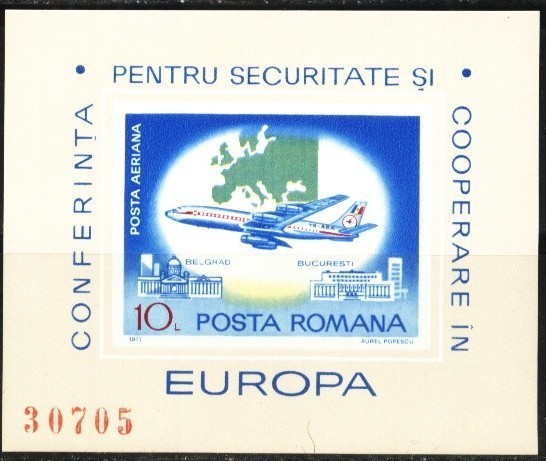 CONFERINȚA • PENTRU SECURITATE ȘI • COOPERARE ÎN
EUROPA
POSTA AERIANA
YR-ABA
BELGRAD
BUCURESTI
10L POSTA ROMANA
1977
AUREL POPESCU
30705